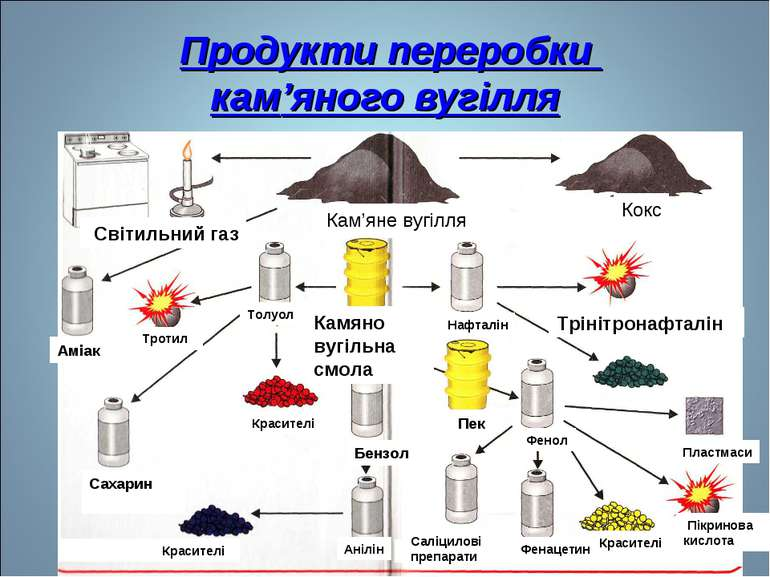 Продукти переробки
кам’яного вугілля
Кам’яне вугілля
Кокс
Світильний газ
Толуол
Камяно
вугільна
смола
Нафталін
Трінітронафталін
Тротил
Аміак
Красителі
Пек
Фенол
Бензол
Пластмаси
Сахарин
Красителі
Анілін
Саліцилові
препарати
Фенацетин
Красителі
Пікринова
кислота